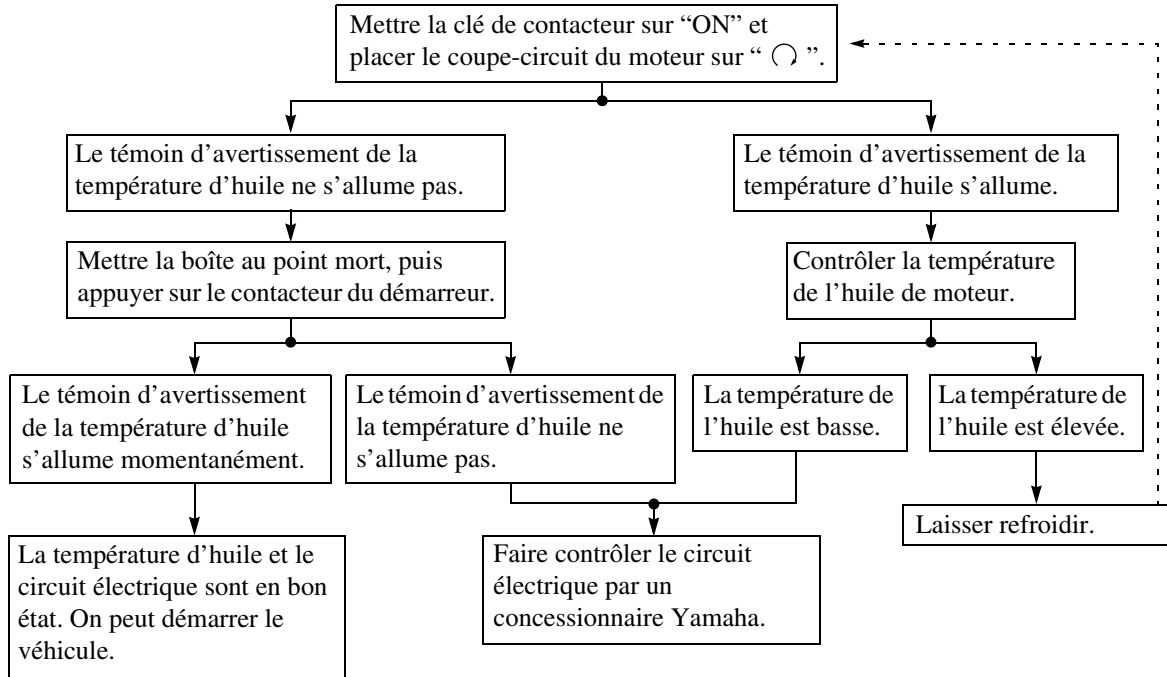 Mettre la clé de contacteur sur “ON” et
placer le coupe-circuit du moteur sur “ ”.
Le témoin d’avertissement de la
température d’huile ne s’allume pas.
Le témoin d’avertissement de la
température d’huile s’allume.
Mettre la boîte au point mort, puis
appuyer sur le contacteur du démarreur.
Contrôler la température
de l’huile de moteur.
Le témoin d’avertissement
de la température d’huile
s’allume momentanément.
Le témoin d’avertissement de
la température d’huile ne
s’allume pas.
La température de
l’huile est basse.
La température de
l’huile est élevée.
La température d’huile et le
circuit électrique sont en bon
état. On peut démarrer le
véhicule.
Faire contrôler le circuit
électrique par un
concessionnaire Yamaha.
Laisser refroidir.